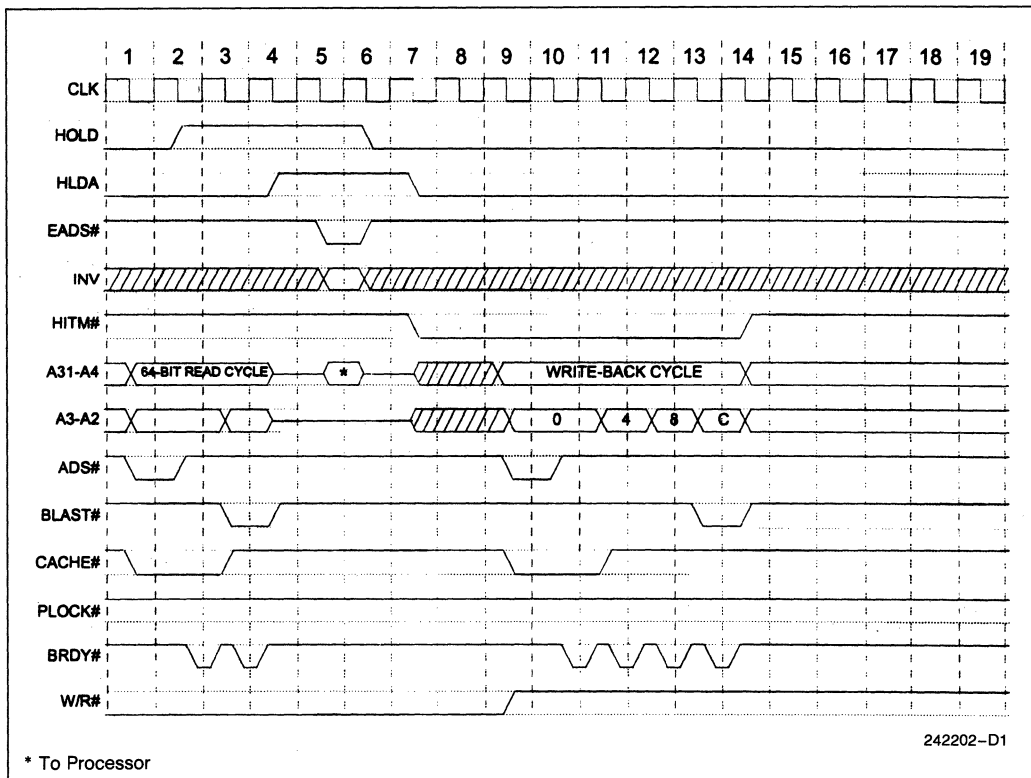 1 2 3 4 5 6 7 8 9 10 11 12 13 14 15 16 17 18 19
CLK
HOLD
HLDA
EADS#
INV
HITM#
A31-A4 64-BIT READ CYCLE * WRITE-BACK CYCLE
A3-A2 0 4 8 C
ADS#
BLAST#
CACHE#
PLOCK#
BRDY#
W/R#
242202-D1
* To Processor